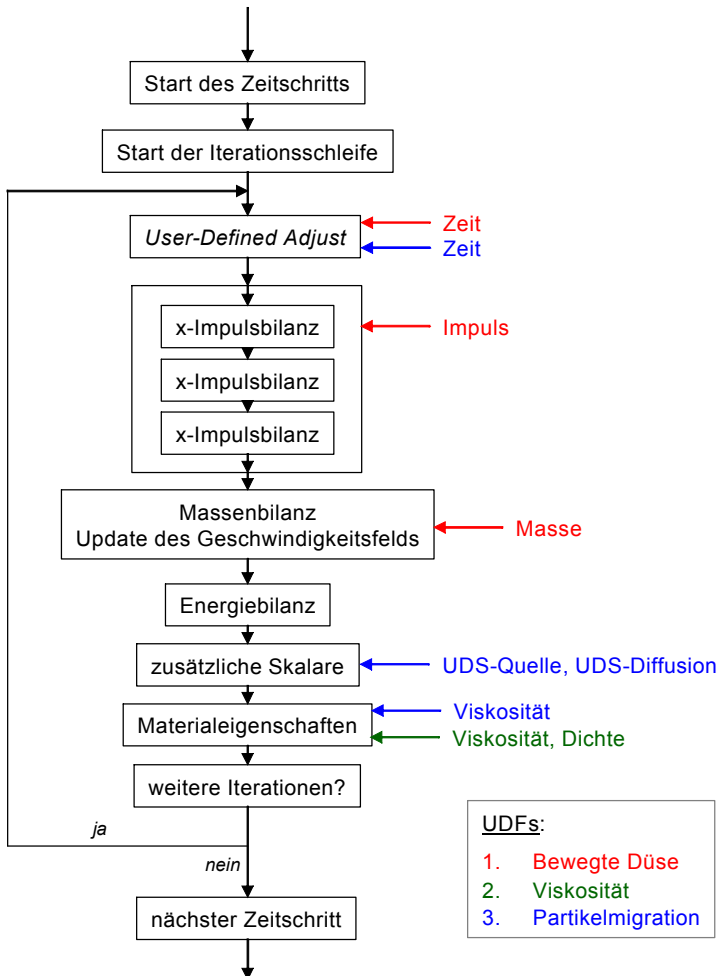 Start des Zeitschritts
Start der Iterationsschleife
User-Defined Adjust
Zeit
Zeit
x-Impulsbilanz
Impuls
x-Impulsbilanz
x-Impulsbilanz
Massenbilanz
Update des Geschwindigkeitsfelds
Masse
Energiebilanz
zusätzliche Skalare
UDS-Quelle, UDS-Diffusion
Materialeigenschaften
Viskosität
Viskosität, Dichte
weitere Iterationen?
ja
nein
nächster Zeitschritt
UDFs:
1. Bewegte Düse
2. Viskosität
3. Partikelmigration